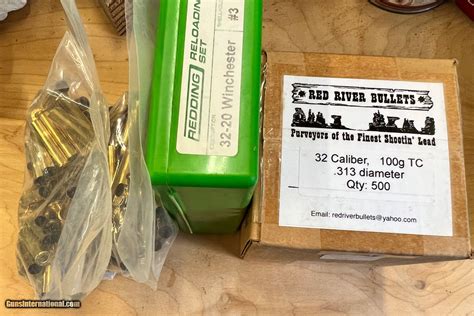 REDDING
RELOADING
SET
#3
32-20 Winchester
RED RIVER BULLETS
Purveyors of the Finest Shootin' Lead
32 Caliber, 100g TC
.313 diameter
Qty: 500
Email: redriverbullets@yahoo.com
GunsInternational.com